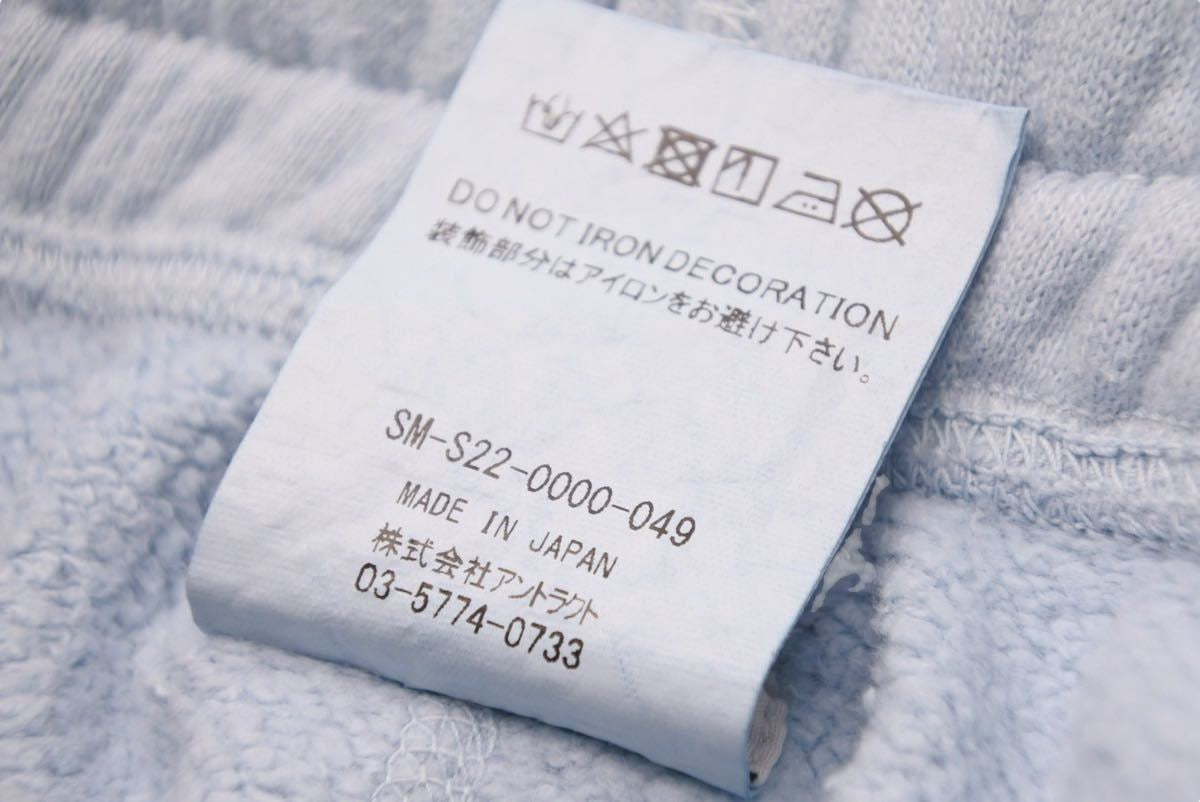 DO NOT IRON DECORATION
装飾部分はアイロンをお避け下さい。
SM-S22-0000-049
MADE IN JAPAN
株式会社アントラクト
03-5774-0733